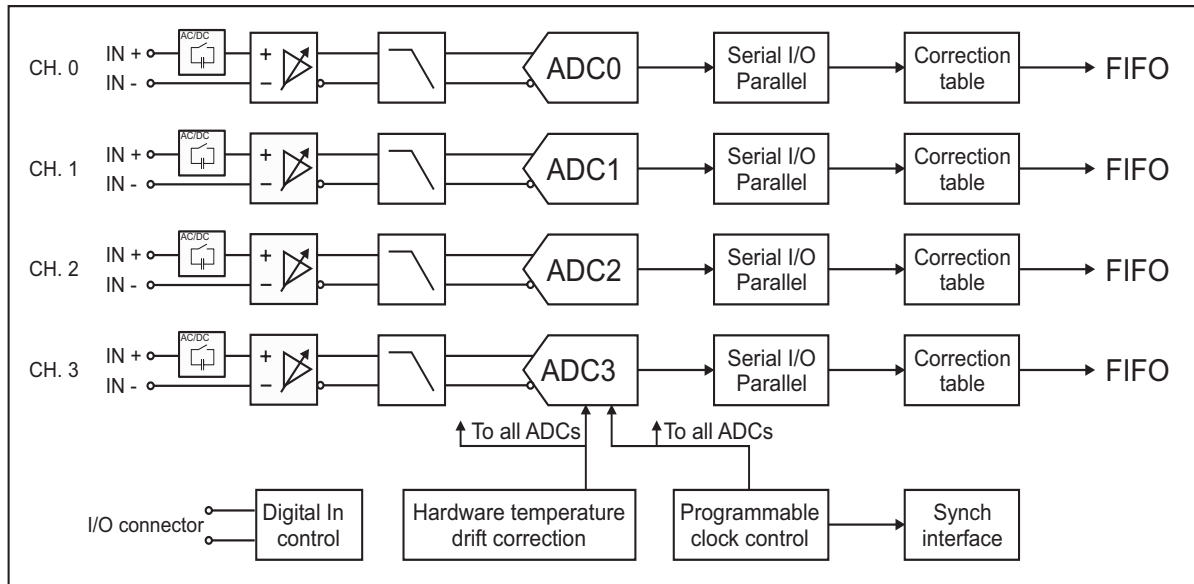 AC/DC
CH. 0
IN +
IN -
+
−
ADC0
Serial I/O
Parallel
Correction
table
FIFO
AC/DC
CH. 1
IN +
IN -
+
−
ADC1
Serial I/O
Parallel
Correction
table
FIFO
AC/DC
CH. 2
IN +
IN -
+
−
ADC2
Serial I/O
Parallel
Correction
table
FIFO
AC/DC
CH. 3
IN +
IN -
+
−
ADC3
Serial I/O
Parallel
Correction
table
FIFO
To all ADCs
To all ADCs
I/O connector
Digital In
control
Hardware temperature
drift correction
Programmable
clock control
Synch
interface